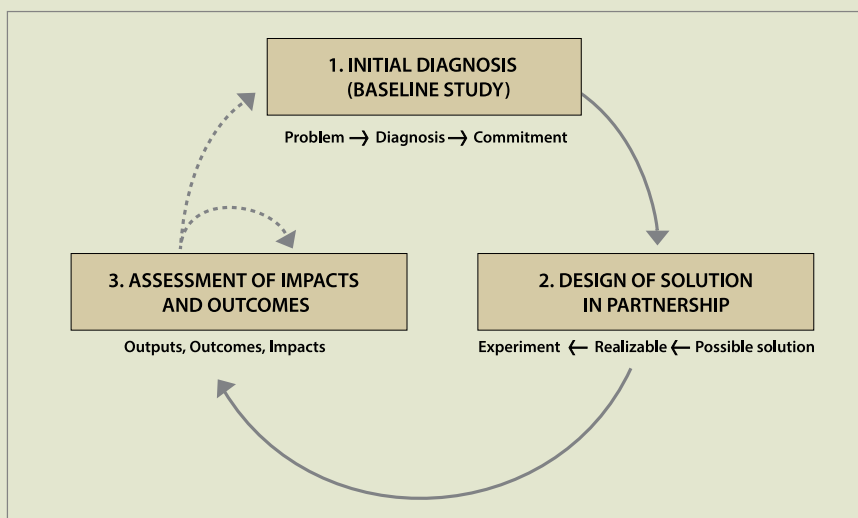 1. INITIAL DIAGNOSIS
(BASELINE STUDY)
Problem → Diagnosis → Commitment
3. ASSESSMENT OF IMPACTS
AND OUTCOMES
Outputs, Outcomes, Impacts
2. DESIGN OF SOLUTION
IN PARTNERSHIP
Experiment ← Realizable ← Possible solution